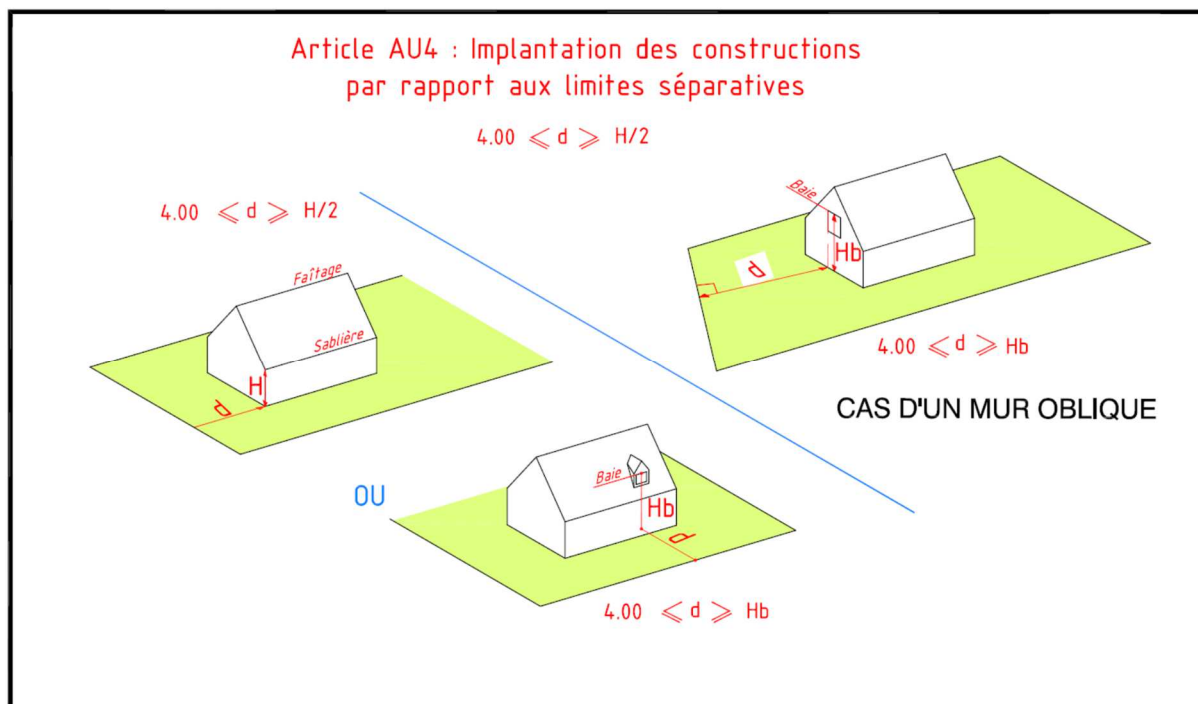 Article AU4 : Implantation des constructions
par rapport aux limites séparatives
4.00 ⩽ d ⩾ H/2
4.00 ⩽ d ⩾ H/2
Faîtage
Sablière
H
d
Baie
Hb
d
4.00 ⩽ d ⩾ Hb
CAS D'UN MUR OBLIQUE
OU
Baie
Hb
d
4.00 ⩽ d ⩾ Hb